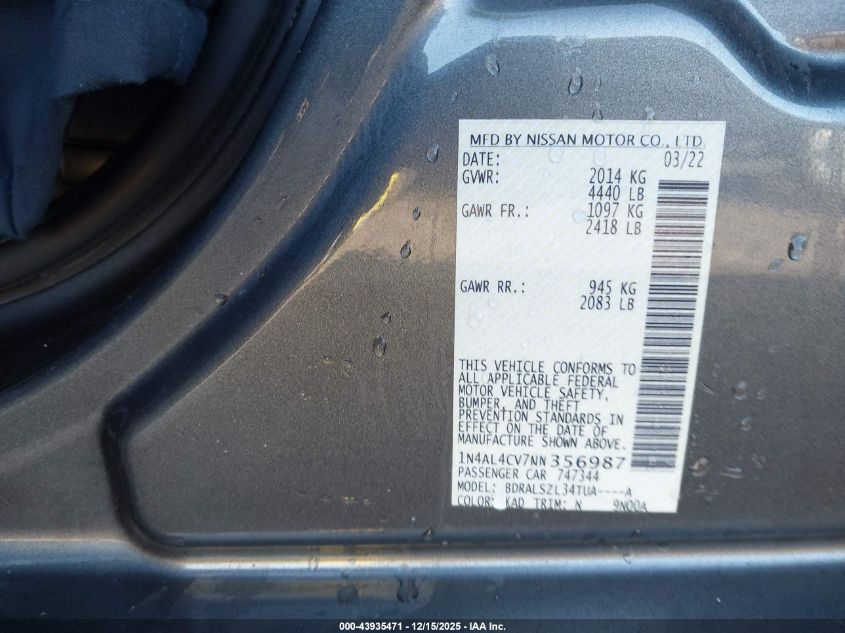 MFD BY NISSAN MOTOR CO., LTD.
DATE: 03/22
GVWR: 2014 KG
4440 LB
GAWR FR.: 1097 KG
2418 LB
GAWR RR.: 945 KG
2083 LB
THIS VEHICLE CONFORMS TO
ALL APPLICABLE FEDERAL
MOTOR VEHICLE SAFETY,
BUMPER, AND THEFT
PREVENTION STANDARDS IN
EFFECT ON THE DATE OF
MANUFACTURE SHOWN ABOVE.
1N4AL4CV7NN356987
PASSENGER CAR 747344
MODEL: BDRALSZL34TUA----A
COLOR: KAD TRIM: N 9N00A
000-43935471 - 12/15/2025 - IAA Inc.